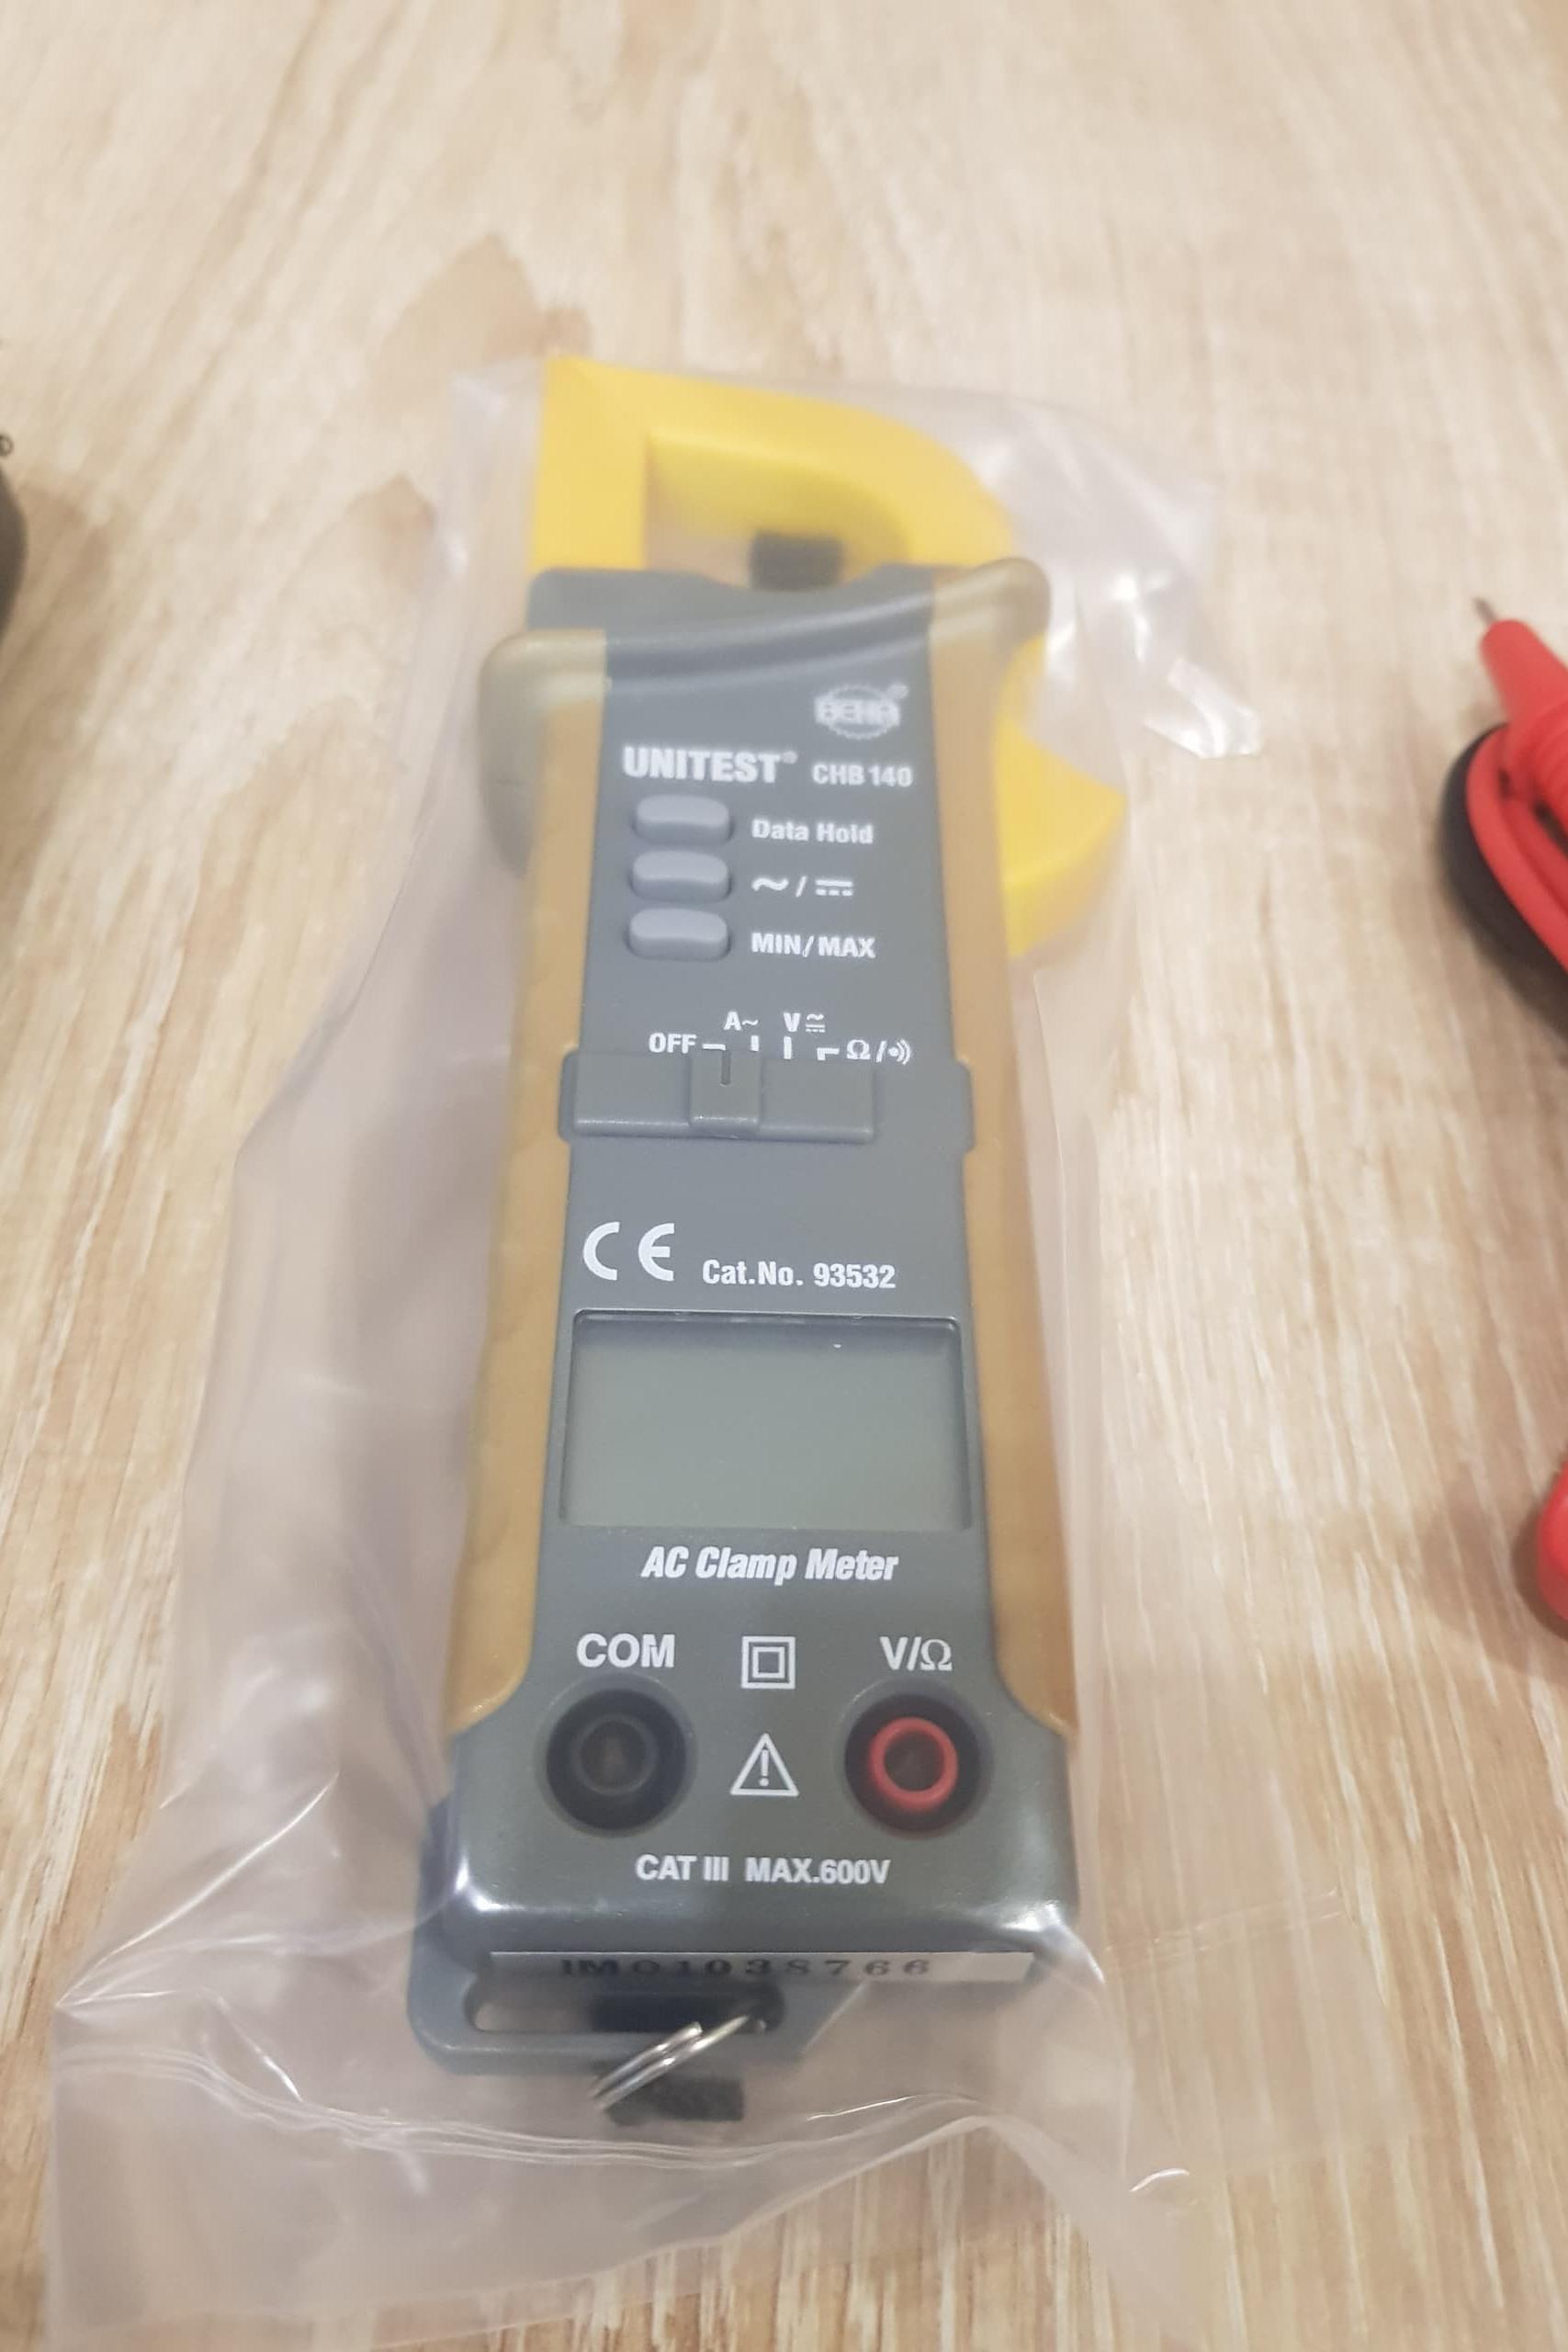 BEHA®
UNITEST® CHB 140
Data Hold
~ / ⎓
MIN/MAX
A~ V≂
OFF Ω/•))
CE Cat.No. 93532
AC Clamp Meter
COM V/Ω
CAT III MAX.600V
IM01038766